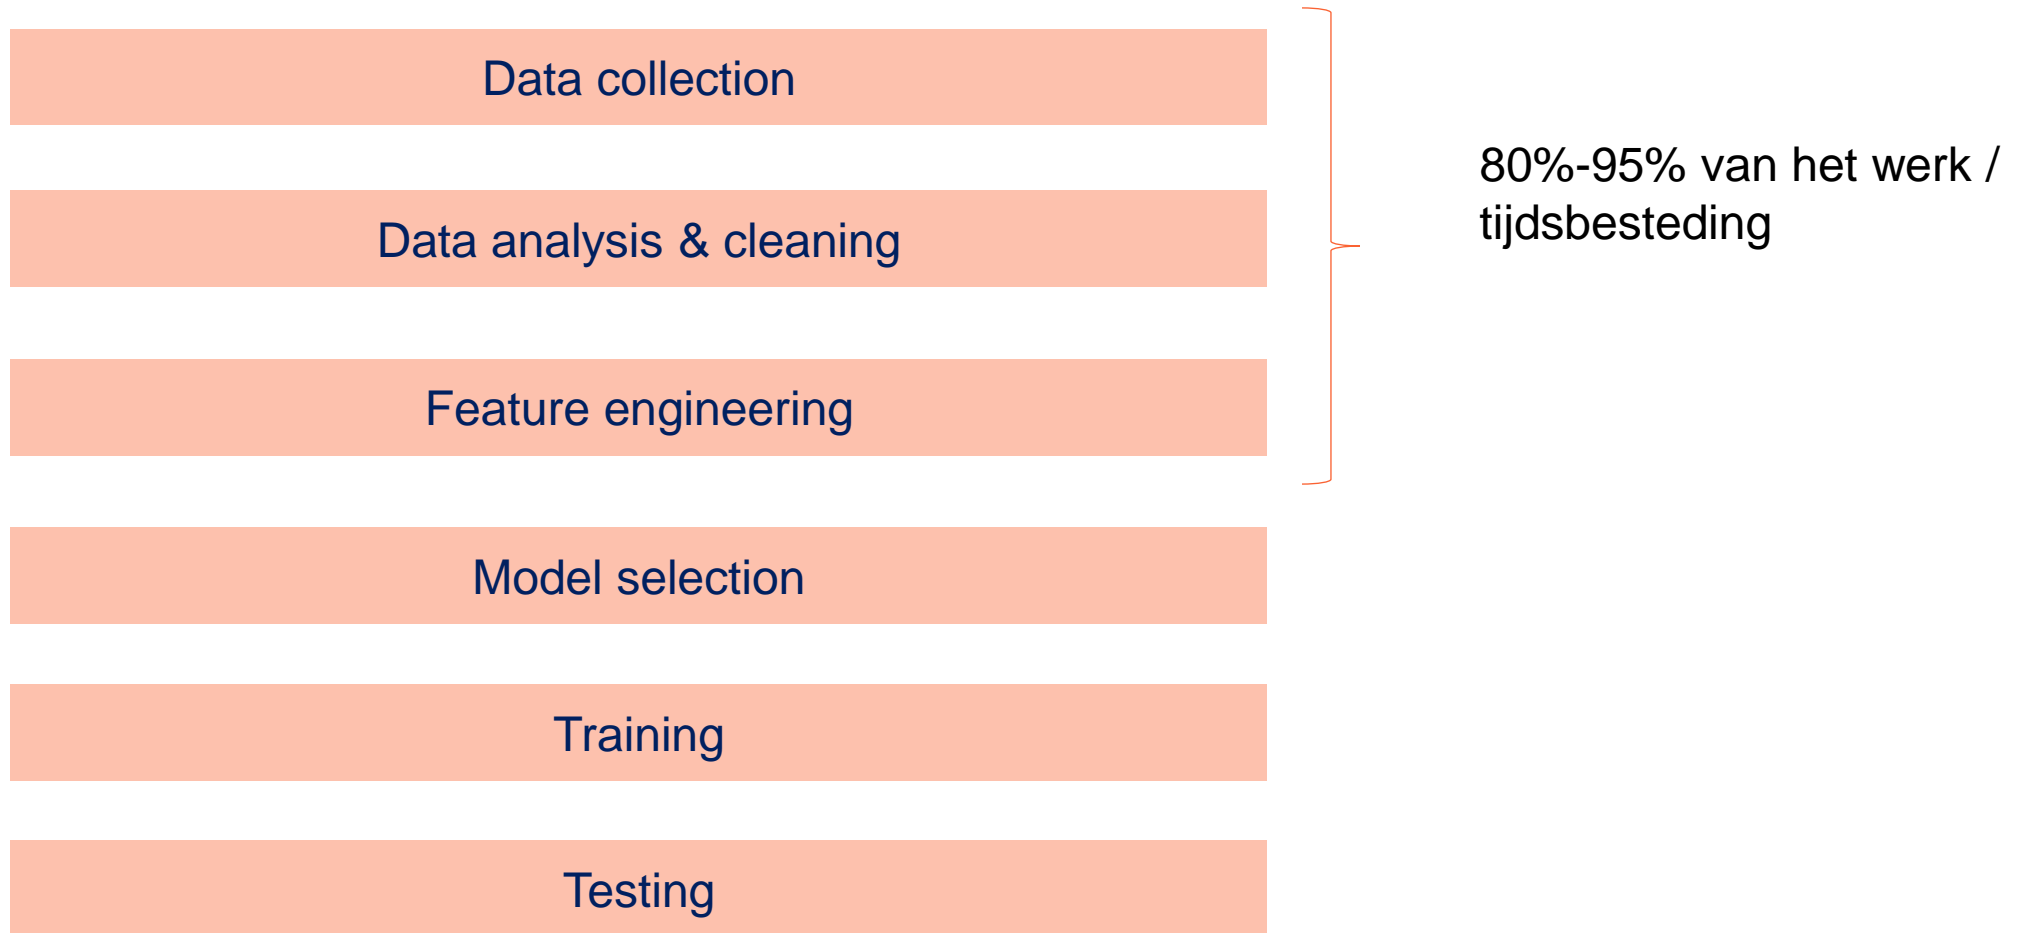 Data collection
80%-95% van het werk /
tijdsbesteding
Data analysis & cleaning
Feature engineering
Model selection
Training
Testing